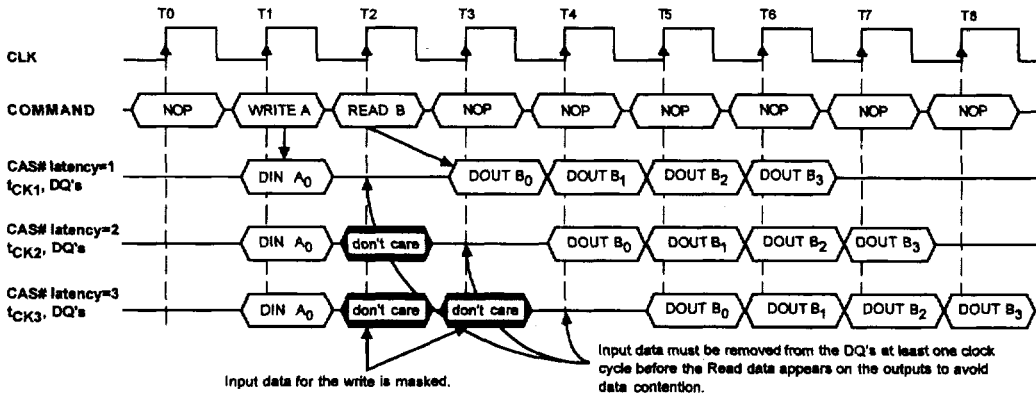 T0 T1 T2 T3 T4 T5 T6 T7 T8
CLK
COMMAND NOP WRITE A READ B NOP NOP NOP NOP NOP NOP
CAS# latency=1
tCK1, DQ's DIN A0 DOUT B0 DOUT B1 DOUT B2 DOUT B3
CAS# latency=2
tCK2, DQ's DIN A0 don't care DOUT B0 DOUT B1 DOUT B2 DOUT B3
CAS# latency=3
tCK3, DQ's DIN A0 don't care don't care DOUT B0 DOUT B1 DOUT B2 DOUT B3
Input data for the write is masked.
Input data must be removed from the DQ's at least one clock
cycle before the Read data appears on the outputs to avoid
data contention.